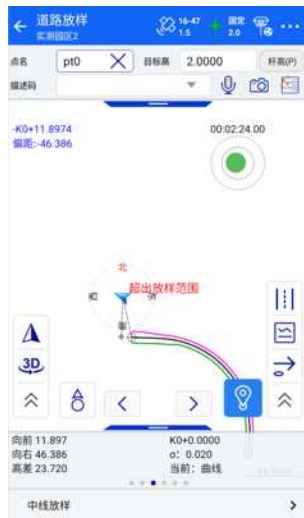 道路放样
实测园区2
16-47
1.5
固定
2.0
点名
pt0
目标高
2.0000
杆高(P)
描述码
-K0+11.8974
偏距:-46.386
00:02:24.00
北
超出放样范围
3D
向前 11.897
K0+0.0000
向右 46.386
σ: 0.020
高差 23.720
当前: 曲线
中线放样